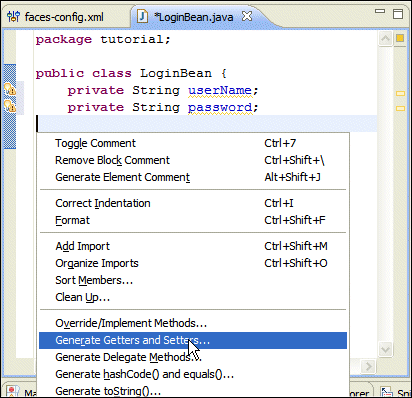 faces-config.xml
*LoginBean.java
package tutorial;
public class LoginBean {
private String userName;
private String password;
Toggle Comment Ctrl+7
Remove Block Comment Ctrl+Shift+\
Generate Element Comment Alt+Shift+J
Correct Indentation Ctrl+I
Format Ctrl+Shift+F
Add Import Ctrl+Shift+M
Organize Imports Ctrl+Shift+O
Sort Members...
Clean Up...
Override/Implement Methods...
Generate Getters and Setters...
Generate Delegate Methods...
Generate hashCode() and equals()...
Generate toString()...